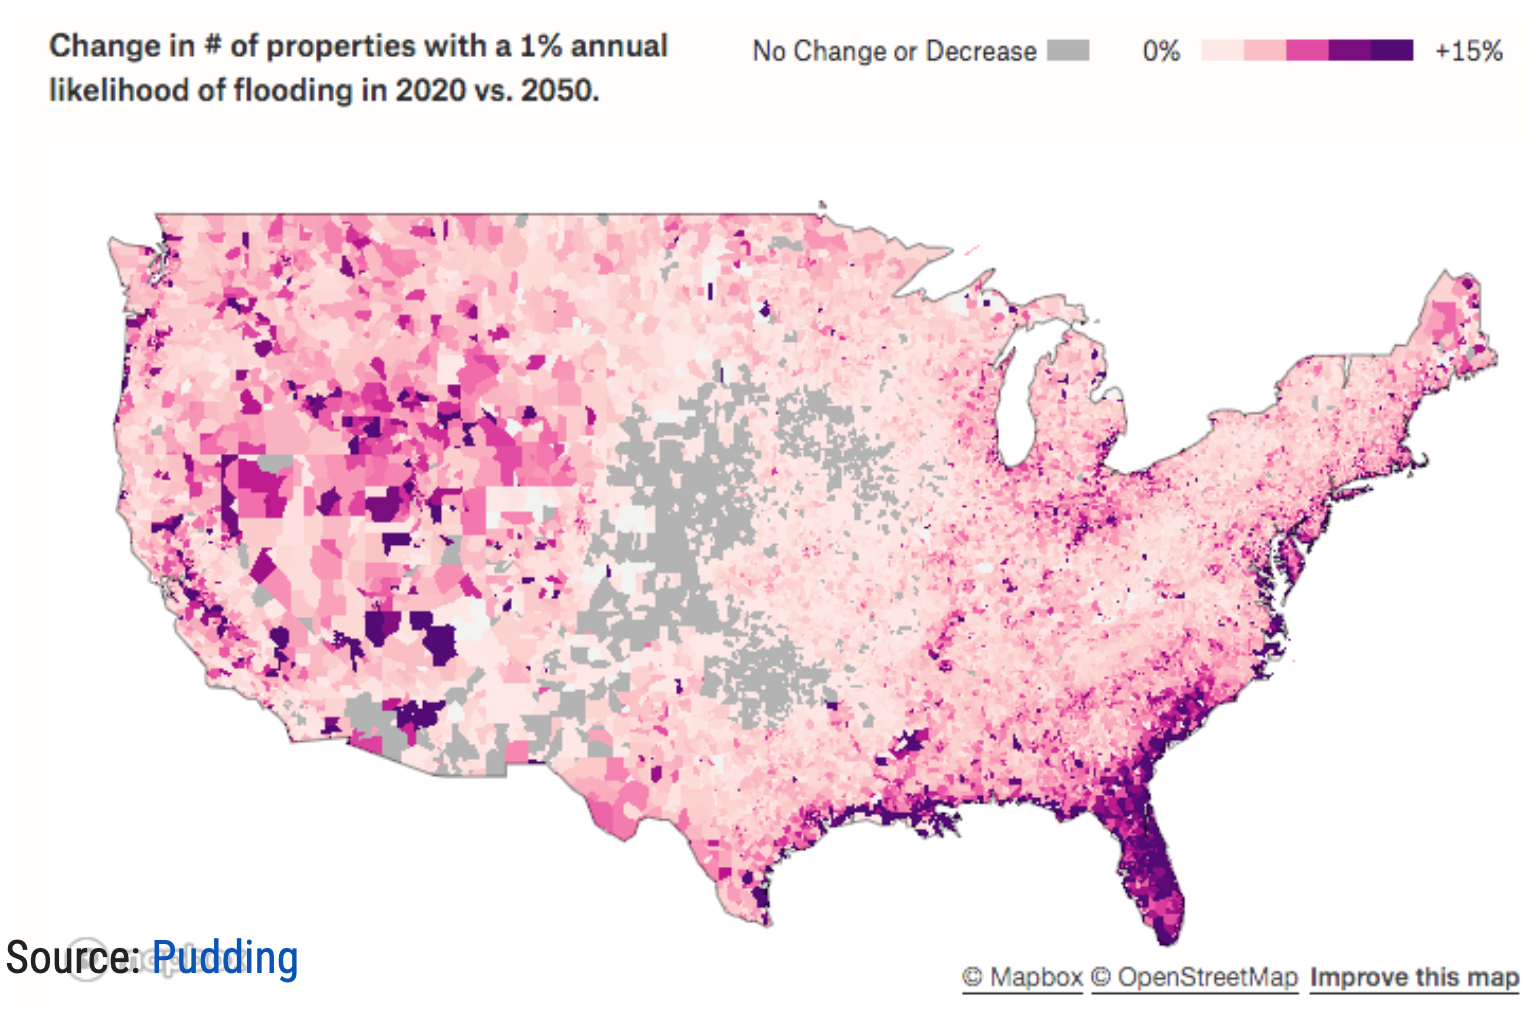 Change in # of properties with a 1% annual
likelihood of flooding in 2020 vs. 2050.
No Change or Decrease 0% +15%
Source: Pudding
© Mapbox © OpenStreetMap Improve this map